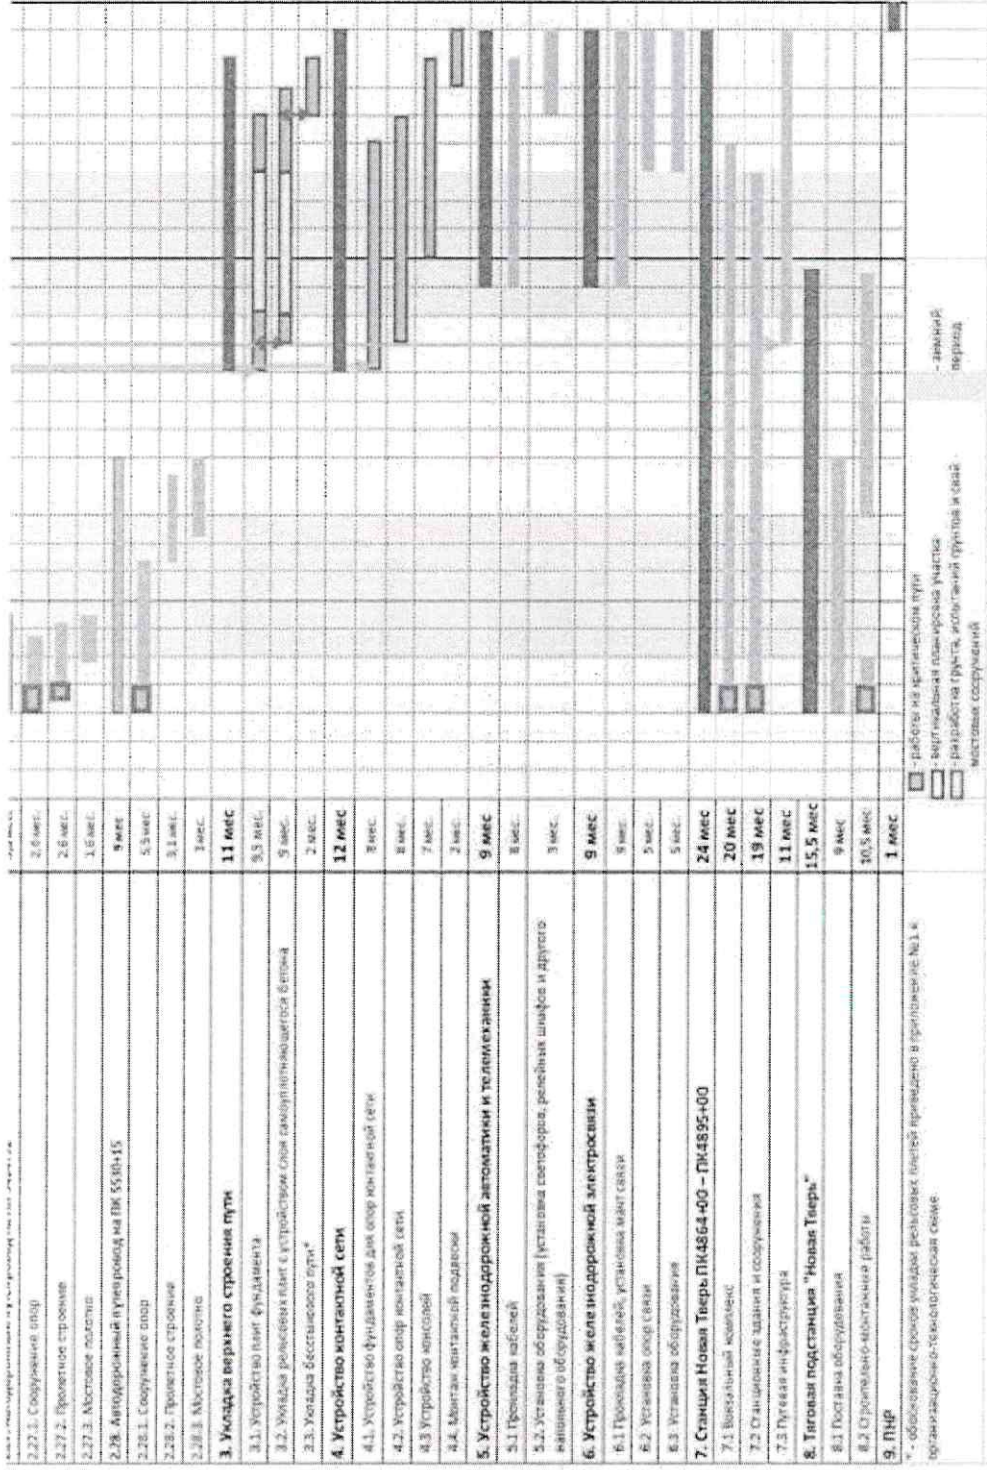 2.27.1. Сооружение опор 2,6 мес.
2.27.2. Пролетное строение 2,6 мес.
2.27.3. Мостовое полотно 1,6 мес.
2.28. Автодорожный путепровод на ПК 5530+15 9 мес
2.28.1. Сооружение опор 5,5 мес
2.28.2. Пролетное строение 3,1 мес.
2.28.3. Мостовое полотно 3 мес.
3. Укладка верхнего строения пути 11 мес
3.1. Устройство плит фундамента 9,5 мес.
3.2. Укладка рельсовых плит с устройством слоя самоуплотняющегося бетона 9 мес.
3.3. Укладка бесстыкового пути* 2 мес.
4. Устройство контактной сети 12 мес
4.1. Устройство фундаментов для опор контактной сети 8 мес.
4.2. Устройство опор контактной сети 8 мес.
4.3 Устройство консолей 7 мес.
4.4. Монтаж контактной подвески 2 мес.
5. Устройство железнодорожной автоматики и телемеханики 9 мес
5.1 Прокладка кабелей 8 мес.
5.2. Установка оборудования (установка светофоров, релейных шкафов и другого 3 мес.
напольного оборудования)
6. Устройство железнодорожной электросвязи 9 мес
6.1 Прокладка кабелей, установка мачт связи 9 мес.
6.2 Установка опор связи 5 мес
6.3 Установка оборудования 5 мес
7. Станция Новая Тверь ПК4864+00 – ПК4895+00 24 мес
7.1 Вокзальный комплекс 20 мес
7.2 Станционные здания и сооружения 19 мес
7.3 Путевая инфраструктура 11 мес
8. Тяговая подстанция "Новая Тверь" 15,5 мес
8.1 Поставка оборудования 9 мес
8.2 Строительно-монтажные работы 10,5 мес
9. ПНР 1 мес
* - обоснование сроков укладки рельсовых плетей приведено в приложение №1 к
организационно-технологическая схеме
- работы на критическом пути
- вертикальная планировка участка
- разработка грунта, испытаний грунтов и свай
мостовых сооружений
- зимний
период